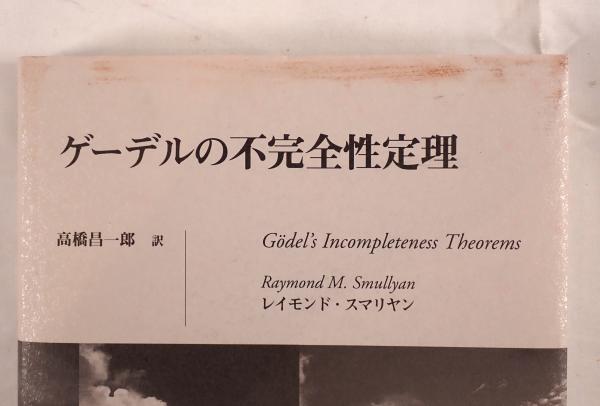 ゲーデルの不完全性定理
高橋昌一郎 訳
Gödel's Incompleteness Theorems
Raymond M. Smullyan
レイモンド・スマリヤン